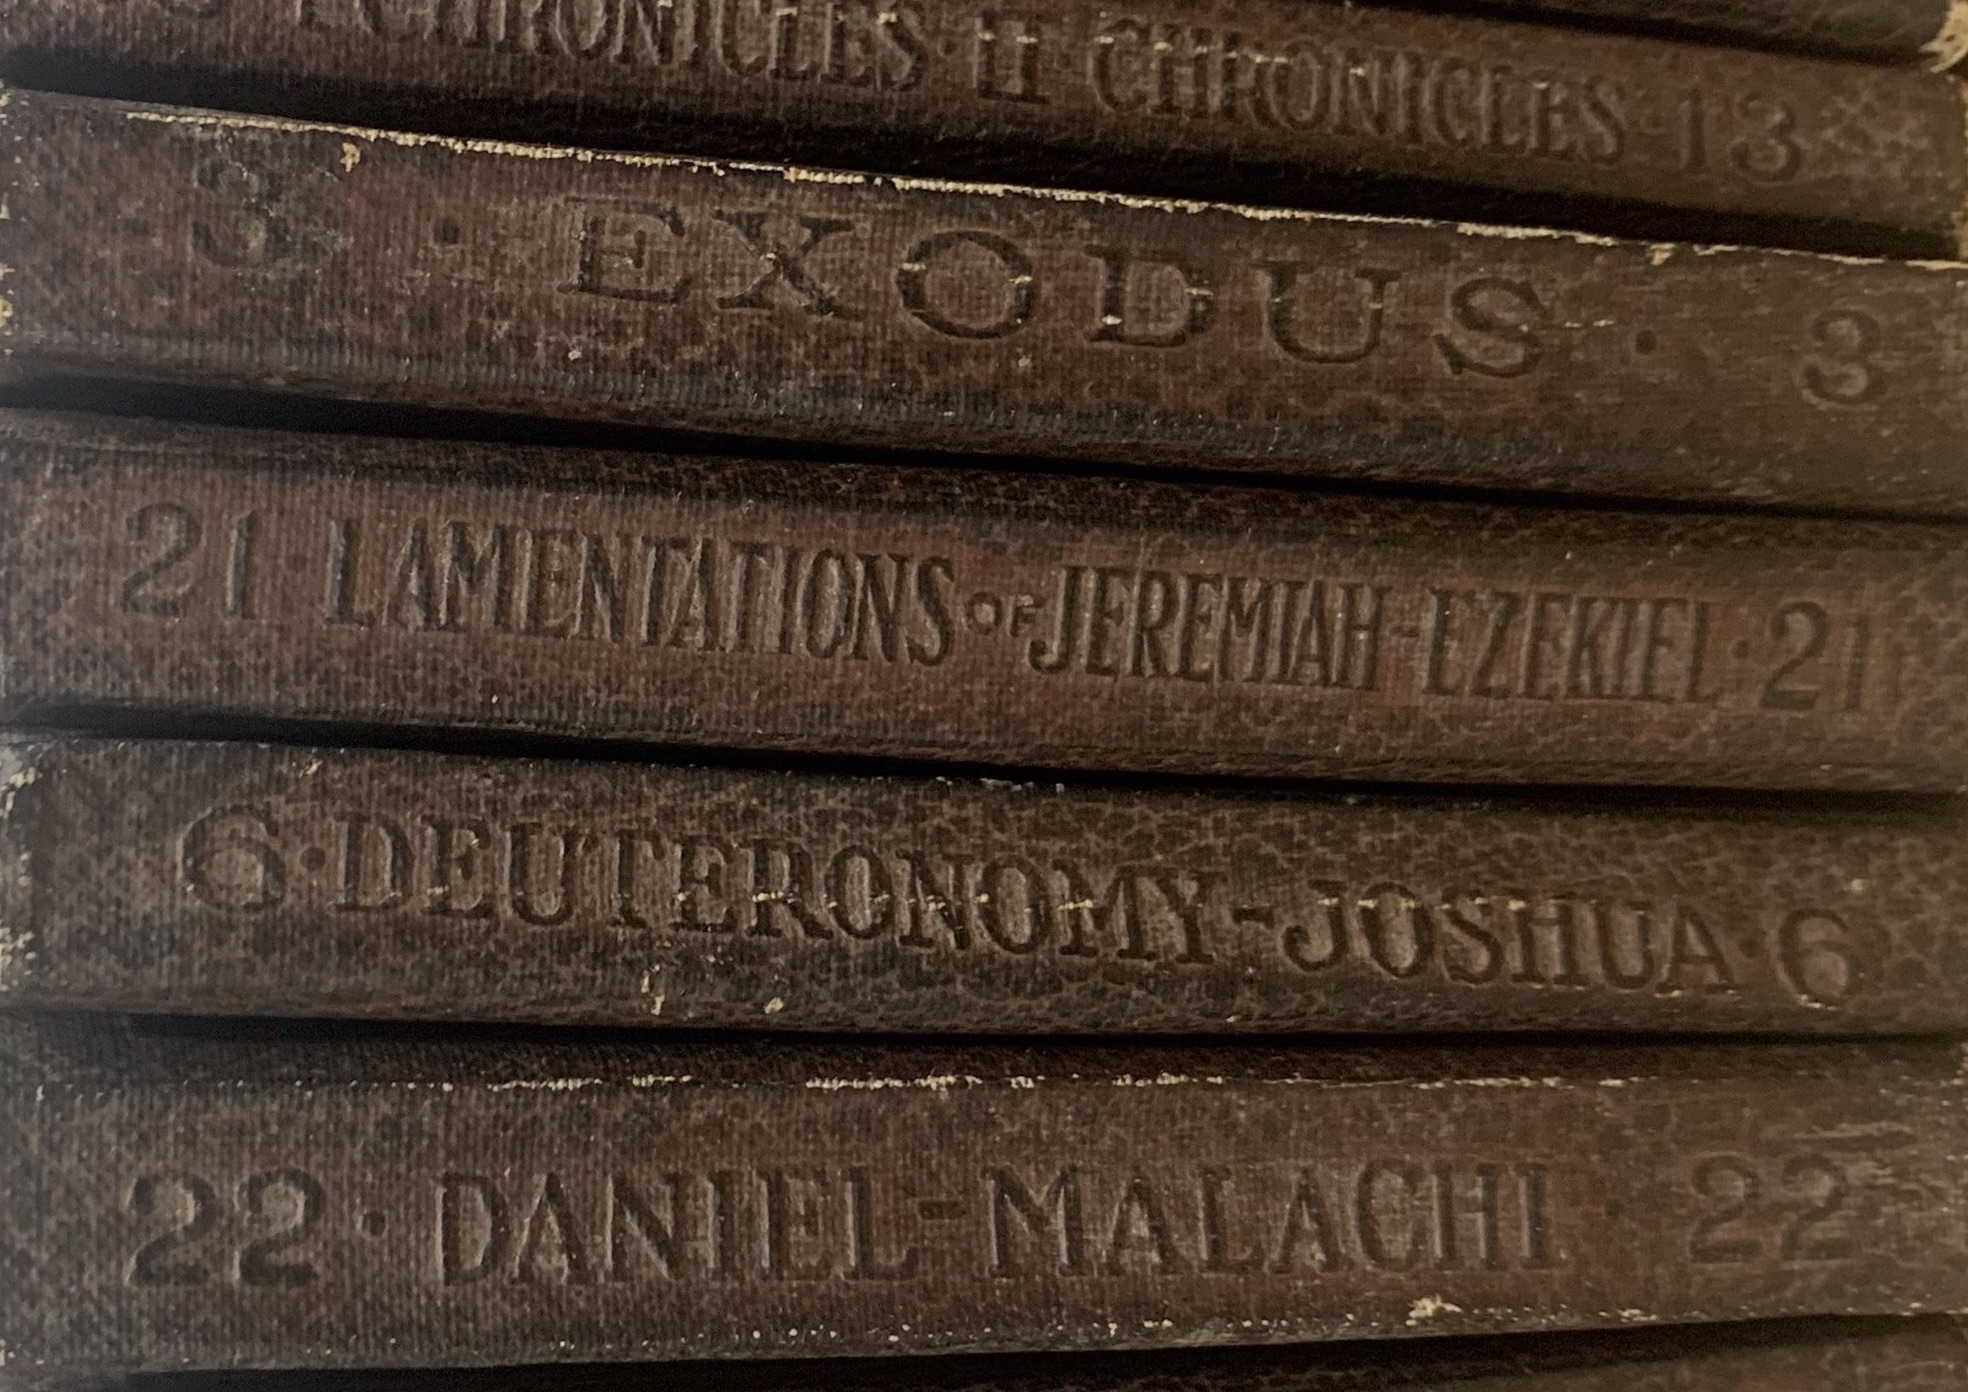 I CHRONICLES·II CHRONICLES·13
·3· EXODUS · 3
21·LAMENTATIONS OF JEREMIAH-EZEKIEL·21
6·DEUTERONOMY-JOSHUA·6
22·DANIEL-MALACHI·22